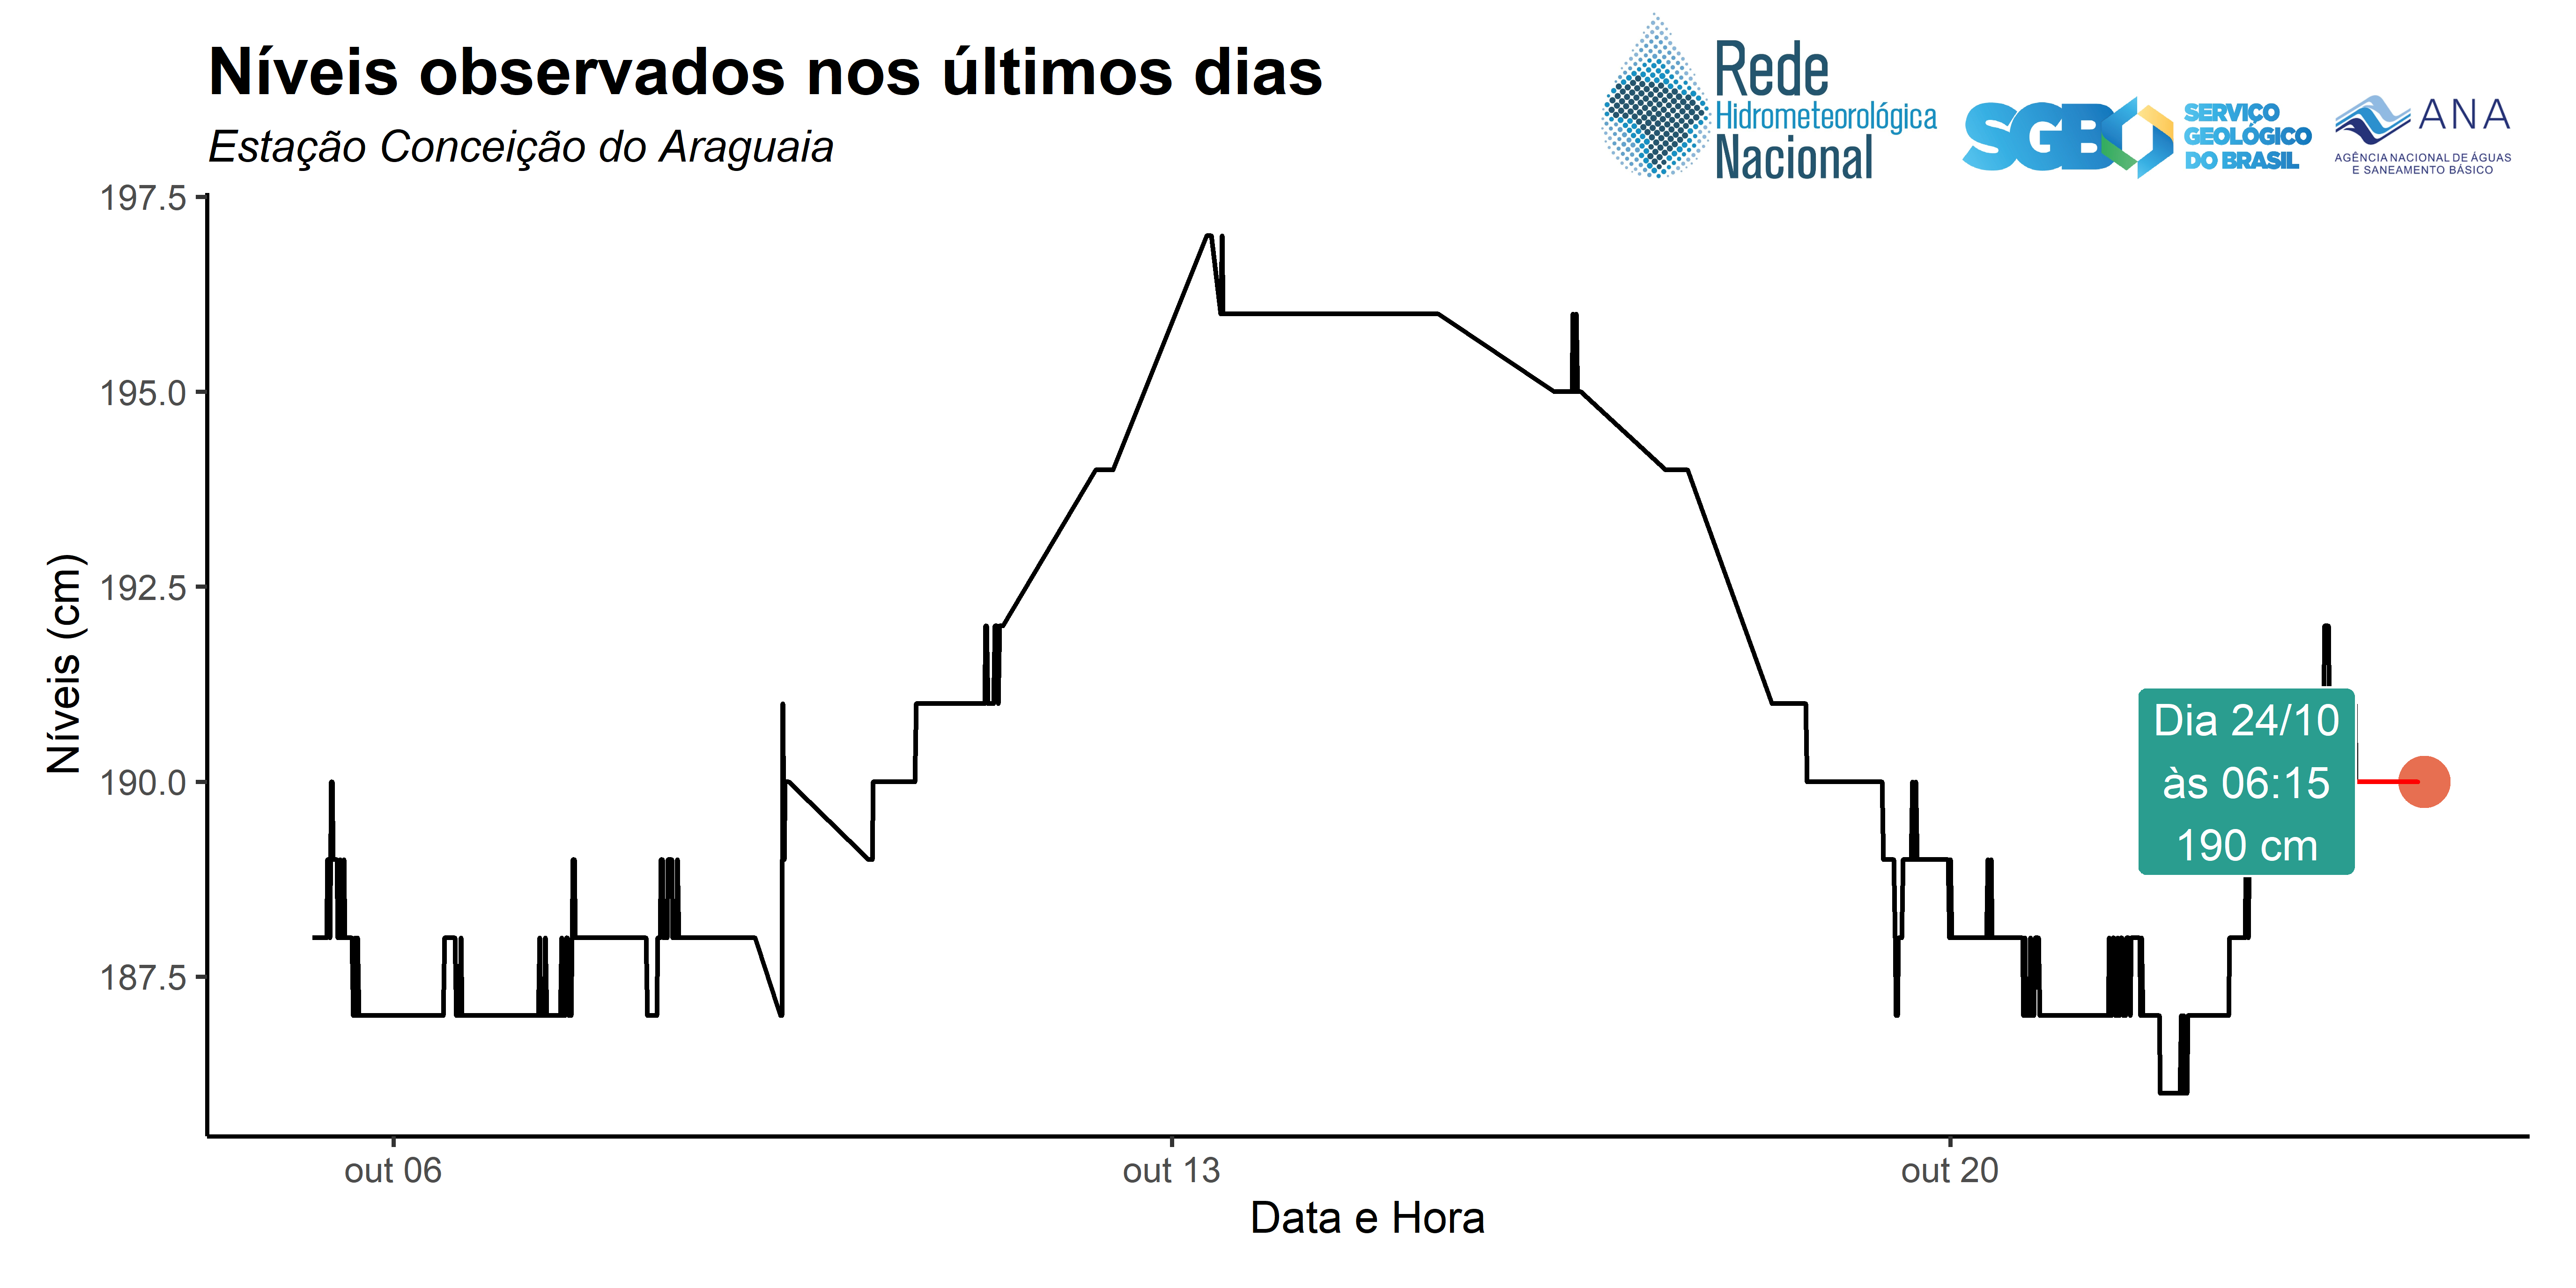 Níveis observados nos últimos dias
Estação Conceição do Araguaia
Rede
Hidrometeorológica
Nacional
SGB
SERVIÇO
GEOLÓGICO
DO BRASIL
ANA
AGÊNCIA NACIONAL DE ÁGUAS
E SANEAMENTO BÁSICO
197.5
195.0
192.5
190.0
187.5
Níveis (cm)
Dia 24/10
às 06:15
190 cm
out 06
out 13
out 20
Data e Hora